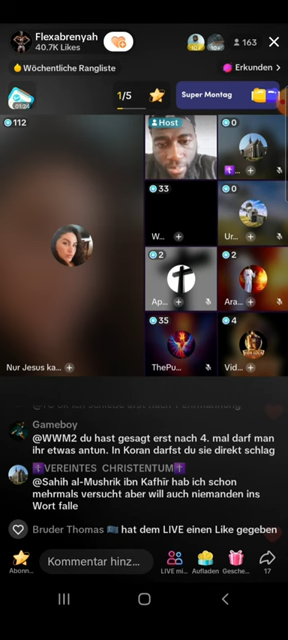 Flexabrenyah
40.7K Likes
163
Wöchentliche Rangliste
Erkunden >
01:24
1/5
Super Montag
112
Host
0
33
W...
Ur...
0
2
Ap...
2
Ara...
35
ThePu...
4
Vid...
Nur Jesus ka...
Gameboy
@WWM2 du hast gesagt erst nach 4. mal darf man
ihr etwas antun. In Koran darfst du sie direkt schlag
✝️VEREINTES CHRISTENTUM✝️
@Sahih al-Mushrik ibn Kafhir hab ich schon
mehrmals versucht aber will auch niemanden ins
Wort falle
Bruder Thomas hat dem LIVE einen Like gegeben
Abonn...
Kommentar hinz...
LIVE mi...
Aufladen
Gesche...
17